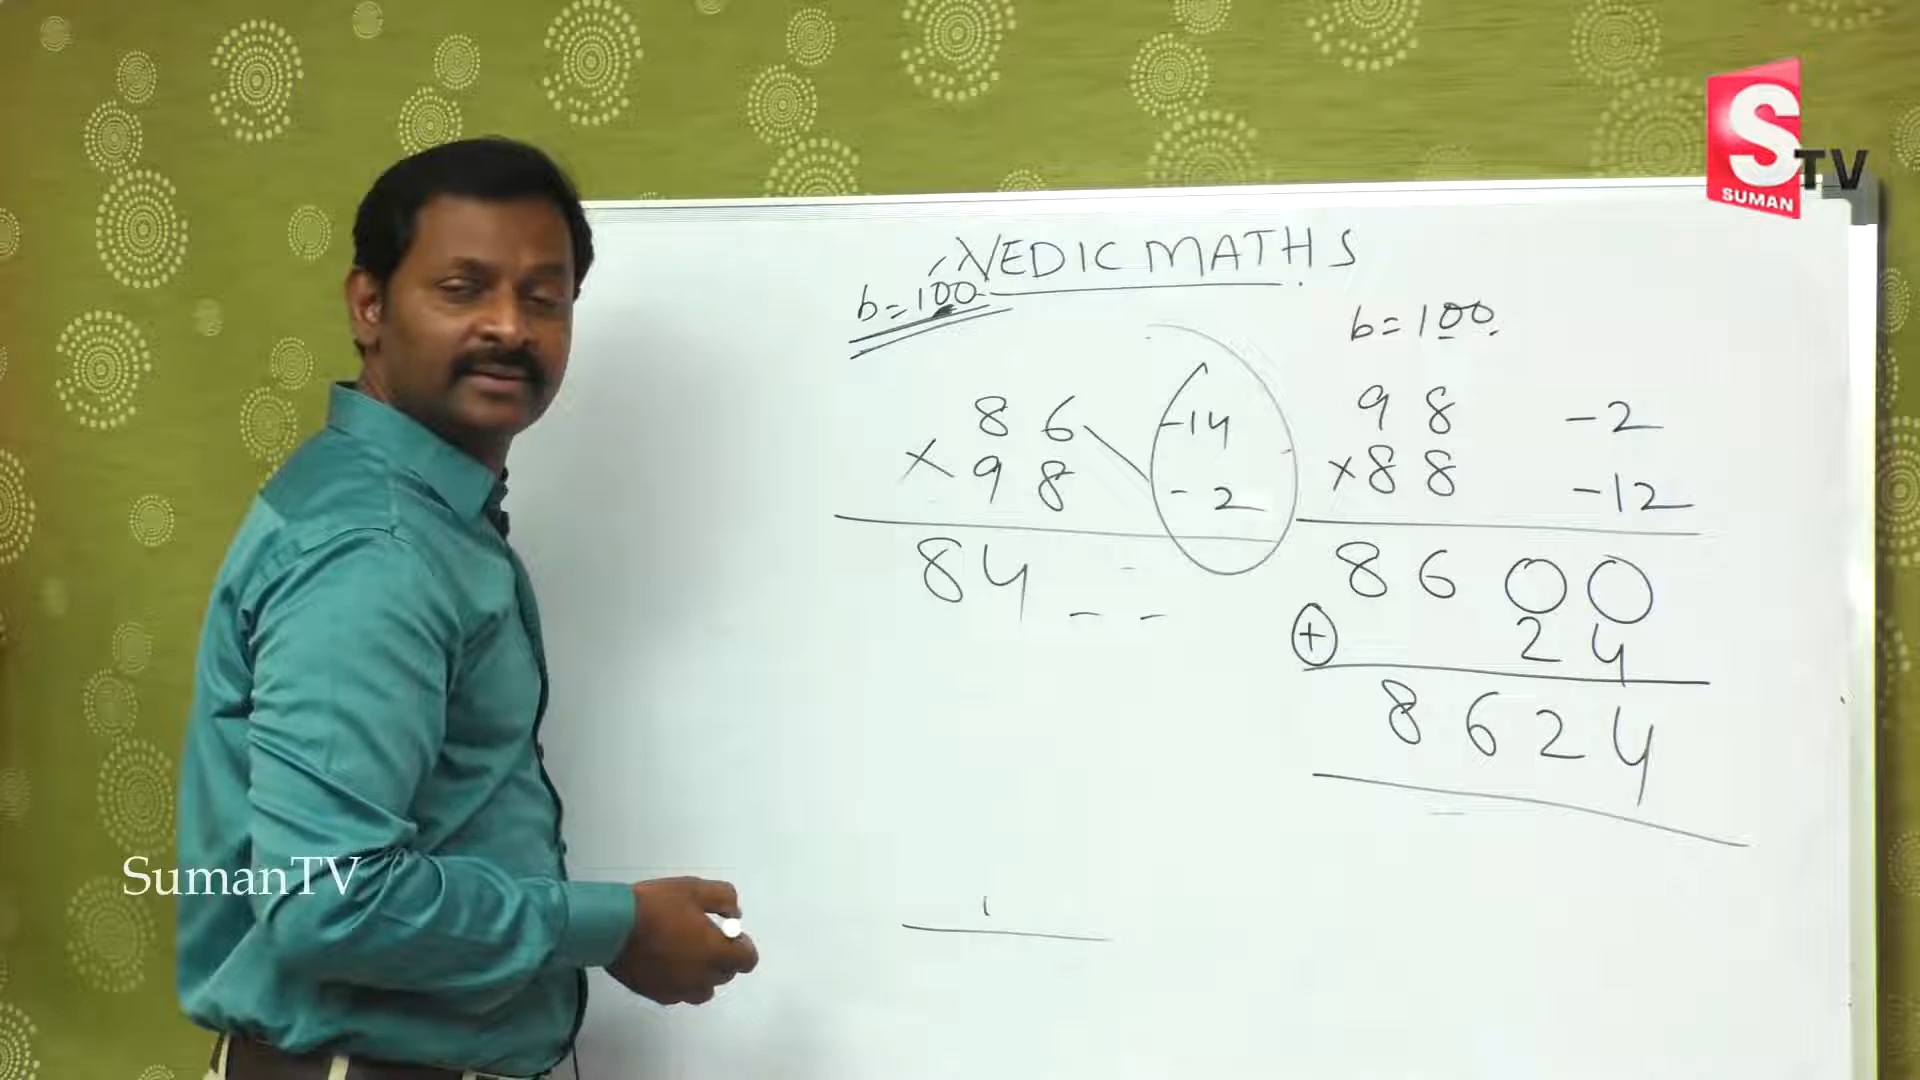 S
TV
SUMAN
VEDIC MATHS
b=100
86 -14
×98 -2
84 _ _
b=100.
98 -2
×88 -12
8600
+ 24
8624
SumanTV